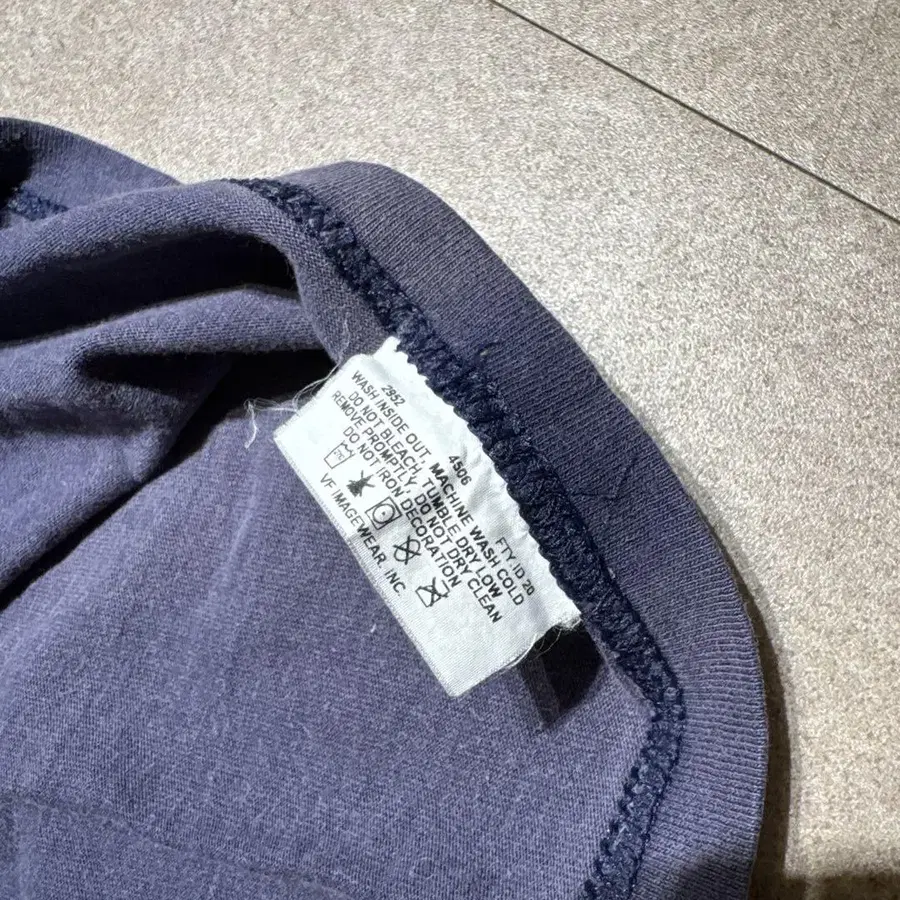 2952 4506 FTY ID 20
WASH INSIDE OUT, MACHINE WASH COLD
DO NOT BLEACH, TUMBLE DRY LOW
REMOVE PROMPTLY, DO NOT DRY CLEAN
DO NOT IRON DECORATION
VF IMAGEWEAR, INC.